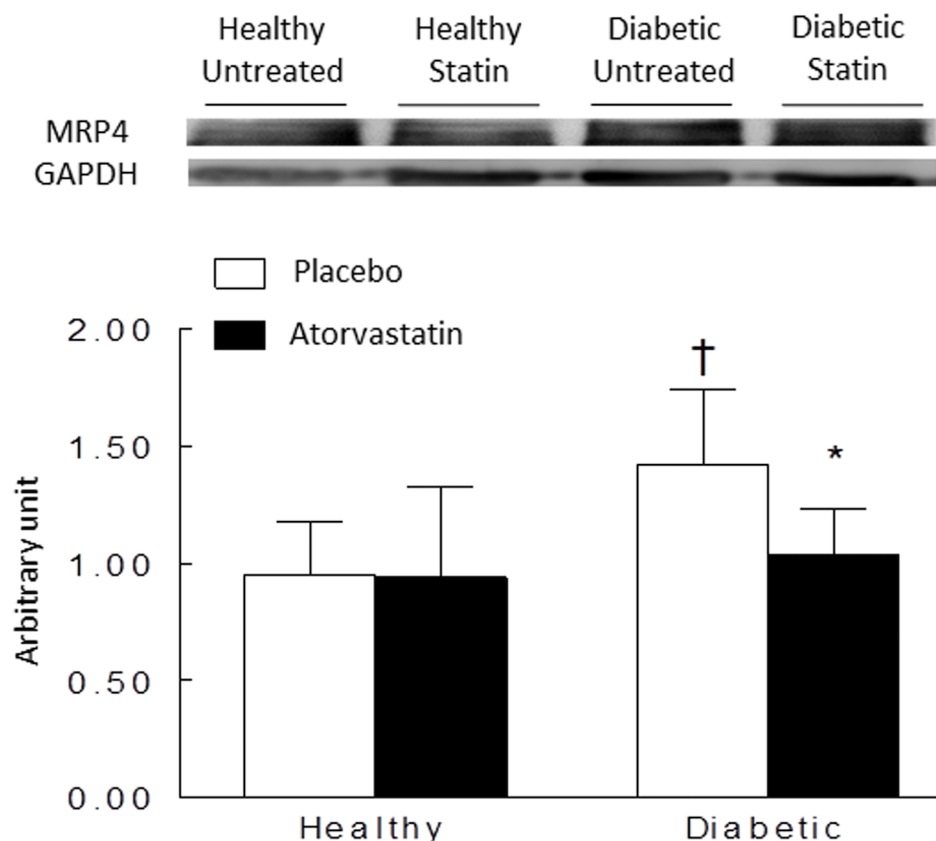 Healthy Untreated
Healthy Statin
Diabetic Untreated
Diabetic Statin
MRP4
GAPDH
Placebo
Atorvastatin
2.00
1.50
1.00
0.50
0.00
Arbitrary unit
†
*
Healthy
Diabetic